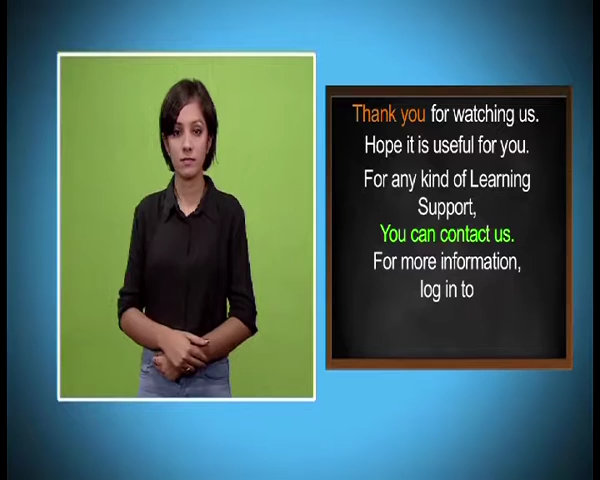 Thank you for watching us.
Hope it is useful for you.
For any kind of Learning
Support,
You can contact us.
For more information,
log in to